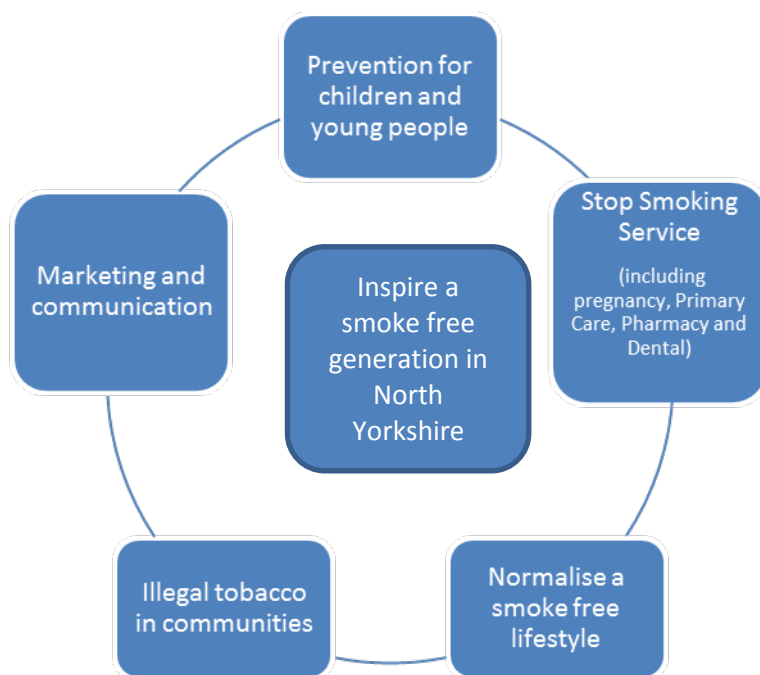 Prevention for
children and
young people
Stop Smoking
Service
(including
pregnancy, Primary
Care, Pharmacy and
Dental)
Marketing and
communication
Inspire a
smoke free
generation in
North
Yorkshire
Illegal tobacco
in communities
Normalise a
smoke free
lifestyle